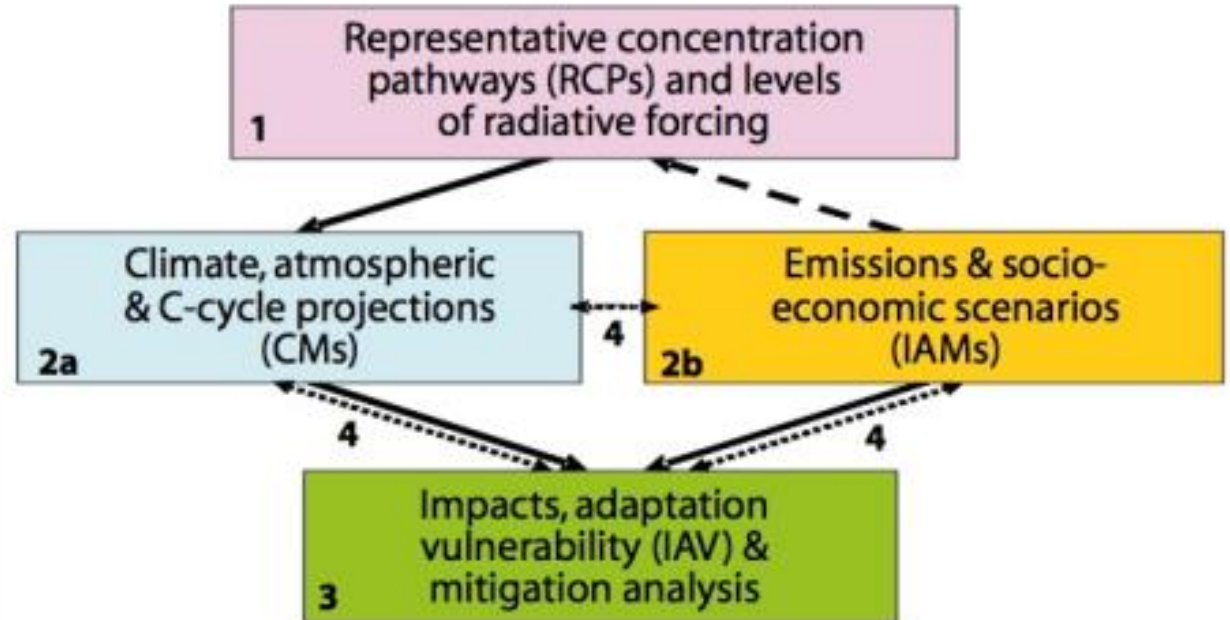 Representative concentration
pathways (RCPs) and levels
of radiative forcing
1
Climate, atmospheric
& C-cycle projections
(CMs)
2a
4
Emissions & socio-
economic scenarios
(IAMs)
2b
4
4
Impacts, adaptation
vulnerability (IAV) &
mitigation analysis
3